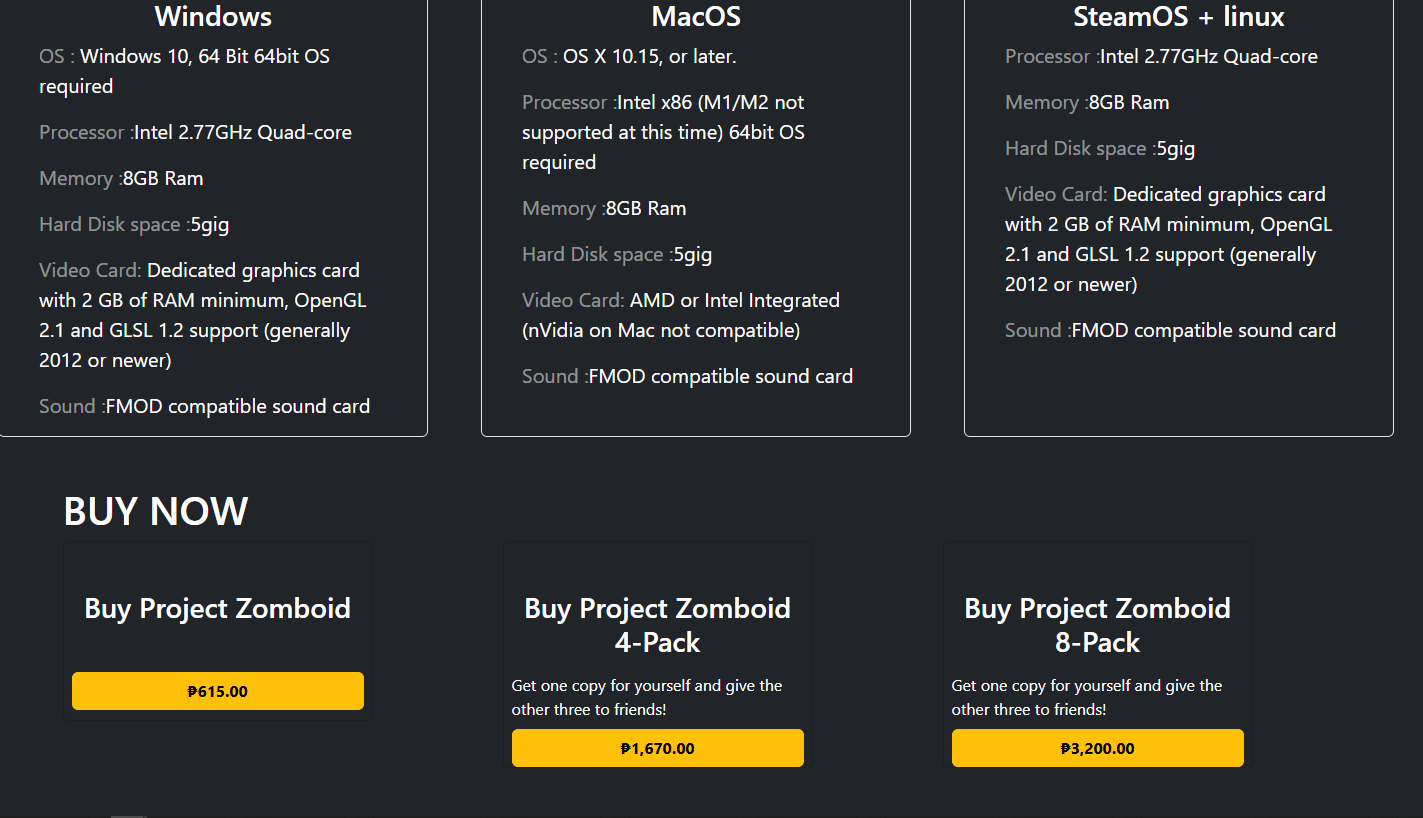 Windows
OS : Windows 10, 64 Bit 64bit OS
required
Processor :Intel 2.77GHz Quad-core
Memory :8GB Ram
Hard Disk space :5gig
Video Card: Dedicated graphics card
with 2 GB of RAM minimum, OpenGL
2.1 and GLSL 1.2 support (generally
2012 or newer)
Sound :FMOD compatible sound card
MacOS
OS : OS X 10.15, or later.
Processor :Intel x86 (M1/M2 not
supported at this time) 64bit OS
required
Memory :8GB Ram
Hard Disk space :5gig
Video Card: AMD or Intel Integrated
(nVidia on Mac not compatible)
Sound :FMOD compatible sound card
SteamOS + linux
Processor :Intel 2.77GHz Quad-core
Memory :8GB Ram
Hard Disk space :5gig
Video Card: Dedicated graphics card
with 2 GB of RAM minimum, OpenGL
2.1 and GLSL 1.2 support (generally
2012 or newer)
Sound :FMOD compatible sound card
BUY NOW
Buy Project Zomboid
₱615.00
Buy Project Zomboid
4-Pack
Get one copy for yourself and give the
other three to friends!
₱1,670.00
Buy Project Zomboid
8-Pack
Get one copy for yourself and give the
other three to friends!
₱3,200.00